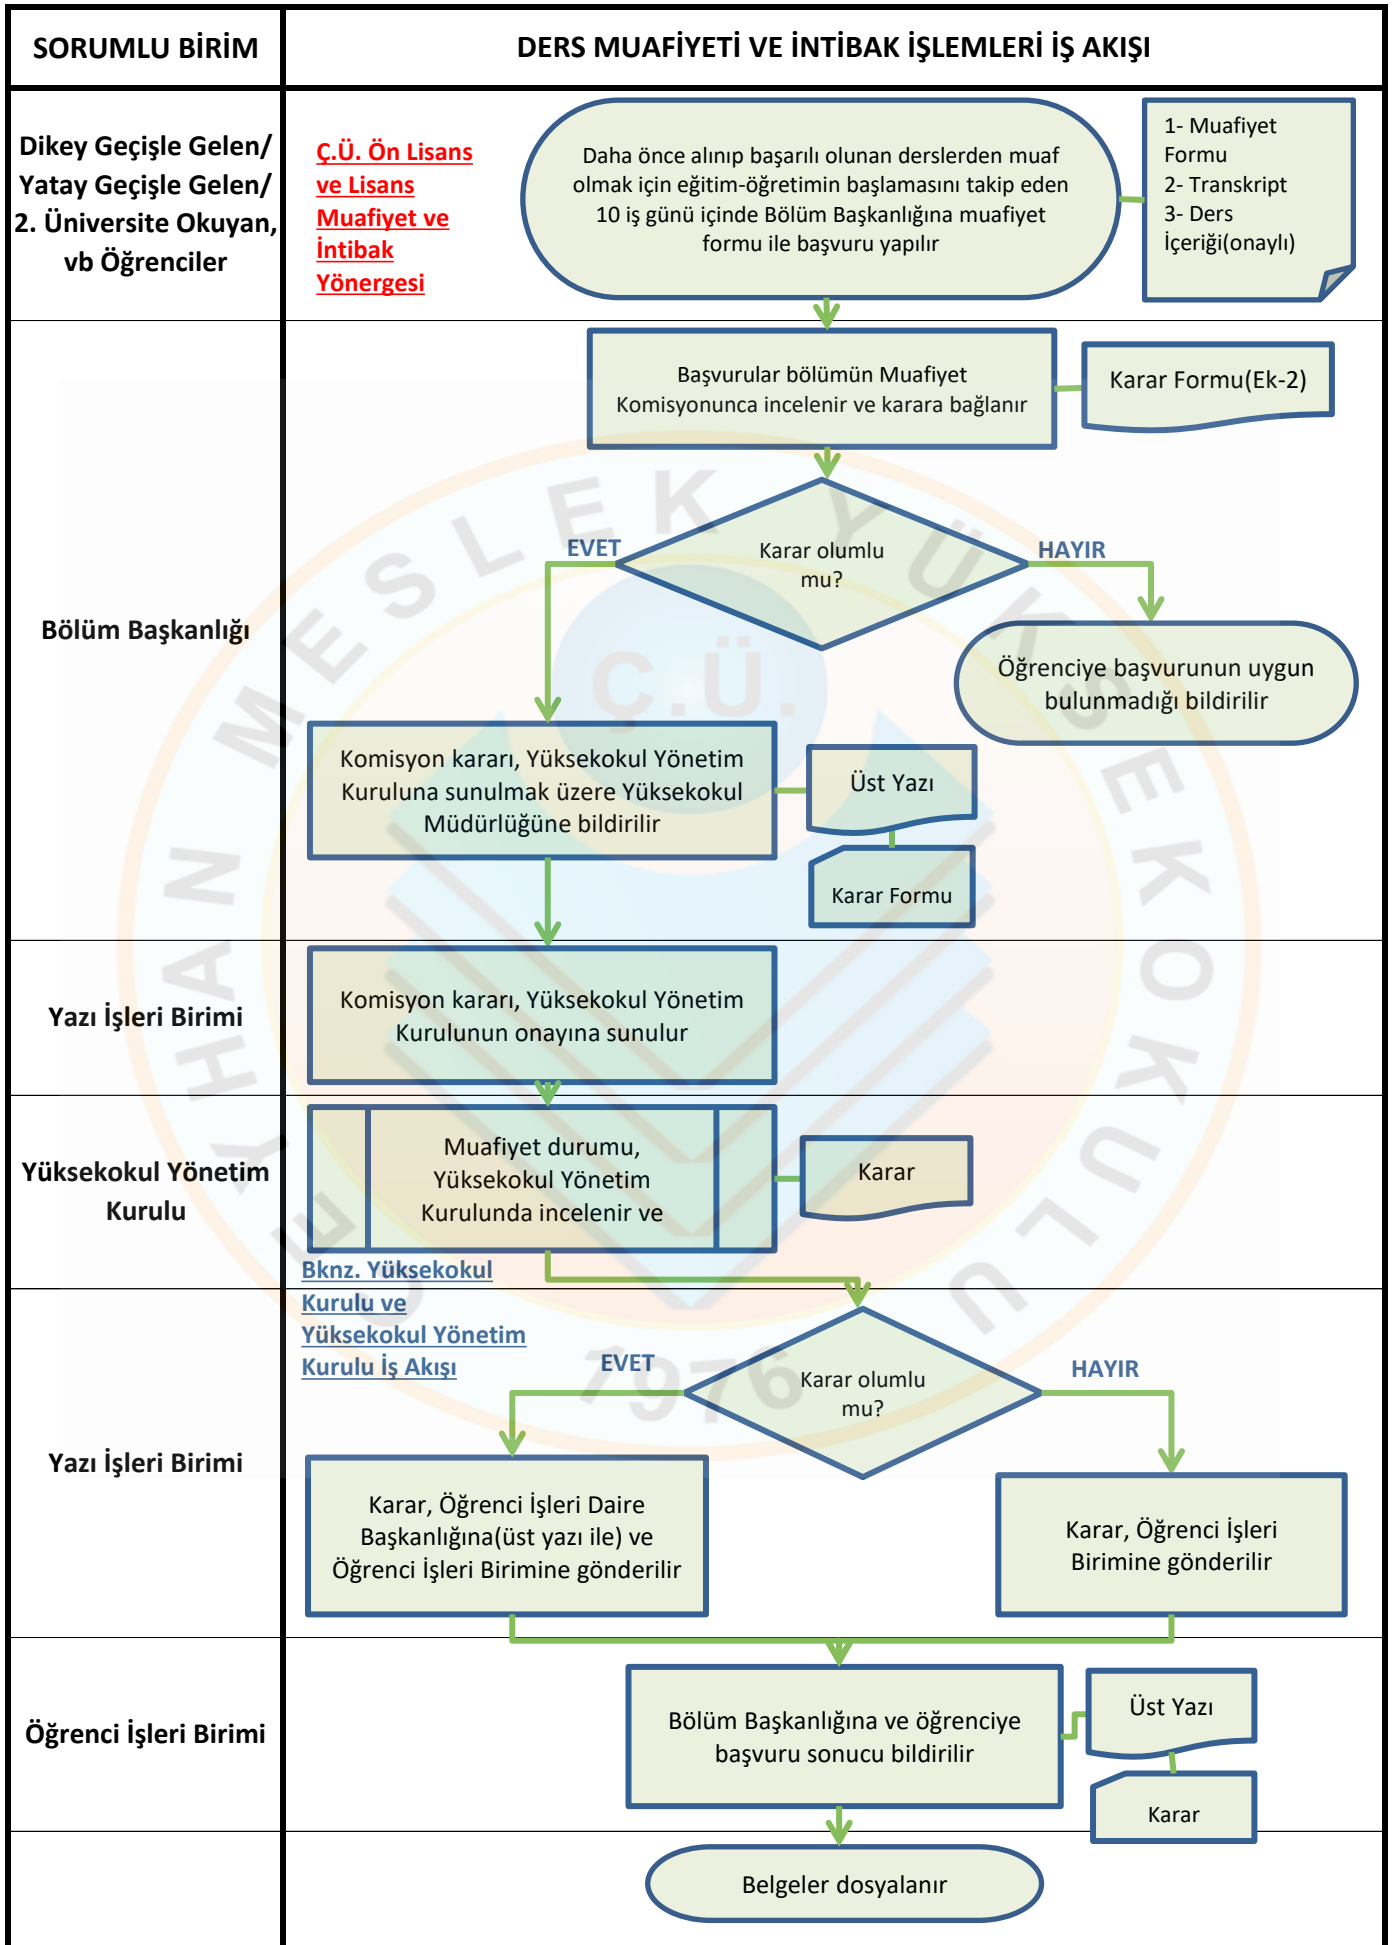 SORUMLU BİRİM
DERS MUAFİYETİ VE İNTİBAK İŞLEMLERİ İŞ AKIŞI
Dikey Geçişle Gelen/
Yatay Geçişle Gelen/
2. Üniversite Okuyan,
vb Öğrenciler
Ç.Ü. Ön Lisans
ve Lisans
Muafiyet ve
İntibak
Yönergesi
Daha önce alınıp başarılı olunan derslerden muaf
olmak için eğitim-öğretimin başlamasını takip eden
10 iş günü içinde Bölüm Başkanlığına muafiyet
formu ile başvuru yapılır
1- Muafiyet
Formu
2- Transkript
3- Ders
İçeriği(onaylı)
Bölüm Başkanlığı
Başvurular bölümün Muafiyet
Komisyonunca incelenir ve karara bağlanır
Karar Formu(Ek-2)
Karar olumlu
mu?
EVET
HAYIR
Öğrenciye başvurunun uygun
bulunmadığı bildirilir
Komisyon kararı, Yüksekokul Yönetim
Kuruluna sunulmak üzere Yüksekokul
Müdürlüğüne bildirilir
Üst Yazı
Karar Formu
Yazı İşleri Birimi
Komisyon kararı, Yüksekokul Yönetim
Kurulunun onayına sunulur
Yüksekokul Yönetim
Kurulu
Muafiyet durumu,
Yüksekokul Yönetim
Kurulunda incelenir ve
Karar
Bknz. Yüksekokul
Kurulu ve
Yüksekokul Yönetim
Kurulu İş Akışı
Yazı İşleri Birimi
EVET
Karar olumlu
mu?
HAYIR
Karar, Öğrenci İşleri Daire
Başkanlığına(üst yazı ile) ve
Öğrenci İşleri Birimine gönderilir
Karar, Öğrenci İşleri
Birimine gönderilir
Öğrenci İşleri Birimi
Bölüm Başkanlığına ve öğrenciye
başvuru sonucu bildirilir
Üst Yazı
Karar
Belgeler dosyalanır
CEYHAN MESLEK YÜKSEKOKULU
Ç.Ü.
1976